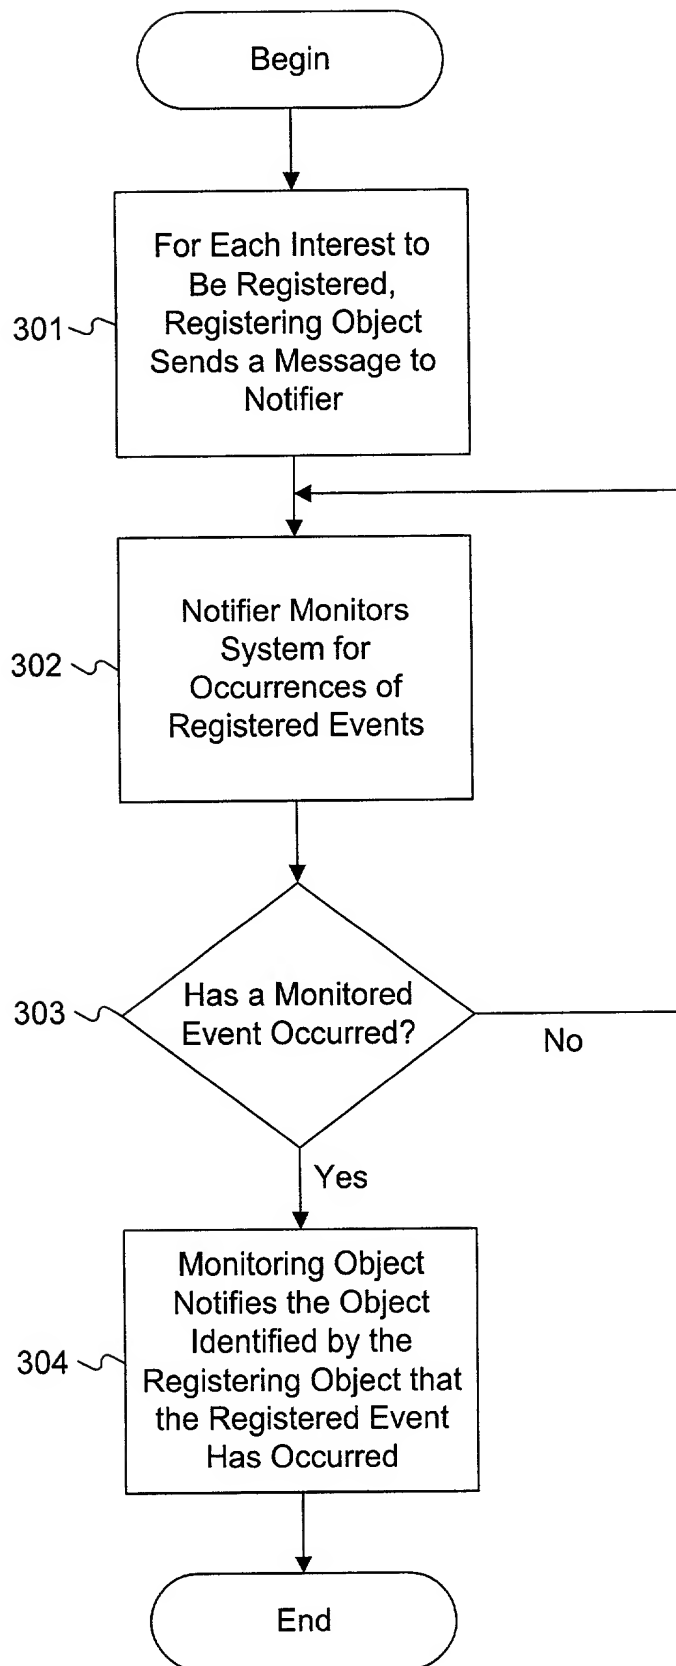 Begin
301
For Each Interest to
Be Registered,
Registering Object
Sends a Message to
Notifier
302
Notifier Monitors
System for
Occurrences of
Registered Events
303
Has a Monitored
Event Occurred?
No
Yes
304
Monitoring Object
Notifies the Object
Identified by the
Registering Object that
the Registered Event
Has Occurred
End